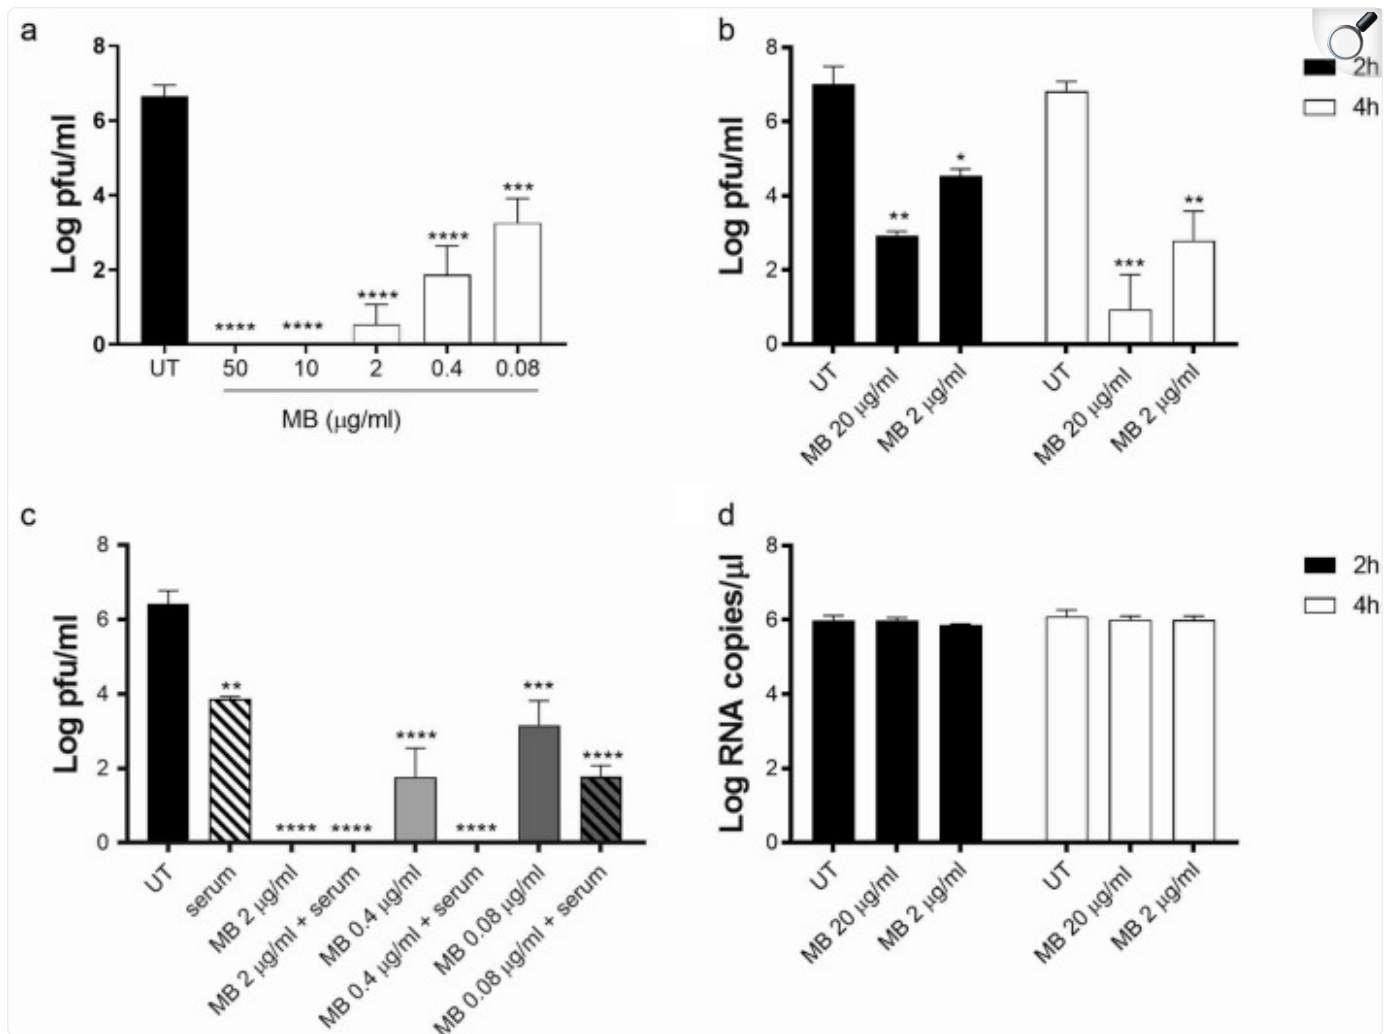 a
8
6
4
2
0
Log pfu/ml
****
****
****
****
***
UT 50 10 2 0.4 0.08
MB (μg/ml)
b
8
6
4
2
0
Log pfu/ml
**
*
***
**
UT
MB 20 μg/ml
MB 2 μg/ml
UT
MB 20 μg/ml
MB 2 μg/ml
2h
4h
c
8
6
4
2
0
Log pfu/ml
**
****
****
****
****
***
****
UT
serum
MB 2 μg/ml
MB 2 μg/ml + serum
MB 0.4 μg/ml
MB 0.4 μg/ml + serum
MB 0.08 μg/ml
MB 0.08 μg/ml + serum
d
8
6
4
2
0
Log RNA copies/μl
UT
MB 20 μg/ml
MB 2 μg/ml
UT
MB 20 μg/ml
MB 2 μg/ml
2h
4h